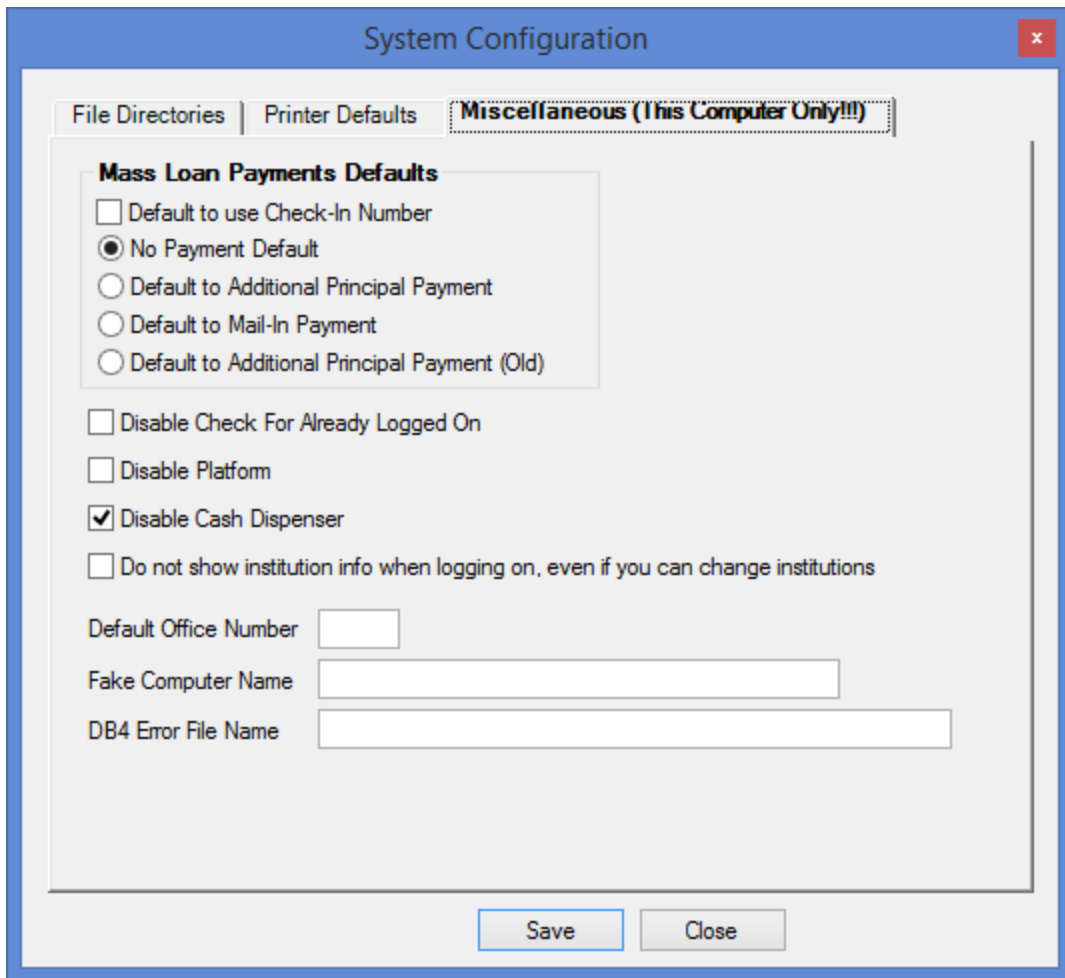 System Configuration
x
File Directories
Printer Defaults
Miscellaneous (This Computer Only!!!)
Mass Loan Payments Defaults
Default to use Check-In Number
No Payment Default
Default to Additional Principal Payment
Default to Mail-In Payment
Default to Additional Principal Payment (Old)
Disable Check For Already Logged On
Disable Platform
Disable Cash Dispenser
Do not show institution info when logging on, even if you can change institutions
Default Office Number
Fake Computer Name
DB4 Error File Name
Save
Close